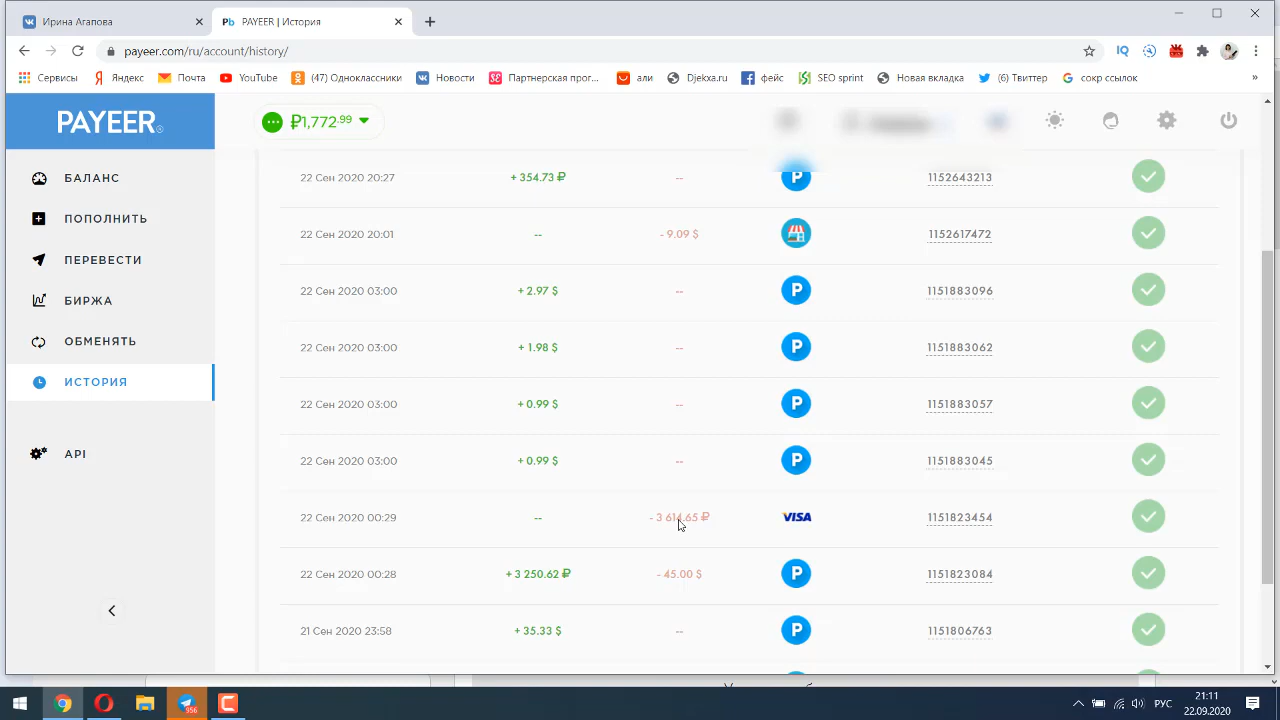 Ирина Агапова
Pb PAYEER | История
payeer.com/ru/account/history/
IQ
Сервисы
Яндекс
Почта
YouTube
(47) Одноклассники
Новости
Партнерская прог...
али
Djekxa...
фейс
SEO sprint
Новая вкладка
(6) Твиттер
сокр ссылок
»
PAYEER®
₽1,772.99
БАЛАНС
ПОПОЛНИТЬ
ПЕРЕВЕСТИ
БИРЖА
ОБМЕНЯТЬ
ИСТОРИЯ
API
22 Сен 2020 20:27 + 354.73 ₽ -- P 1152643213
22 Сен 2020 20:01 -- - 9.09 $ 1152617472
22 Сен 2020 03:00 + 2.97 $ -- P 1151883096
22 Сен 2020 03:00 + 1.98 $ -- P 1151883062
22 Сен 2020 03:00 + 0.99 $ -- P 1151883057
22 Сен 2020 03:00 + 0.99 $ -- P 1151883045
22 Сен 2020 00:29 -- - 3 614.65 ₽ VISA 1151823454
22 Сен 2020 00:28 + 3 250.62 ₽ - 45.00 $ P 1151823084
21 Сен 2020 23:58 + 35.33 $ -- P 1151806763
956
РУС
21:11
22.09.2020